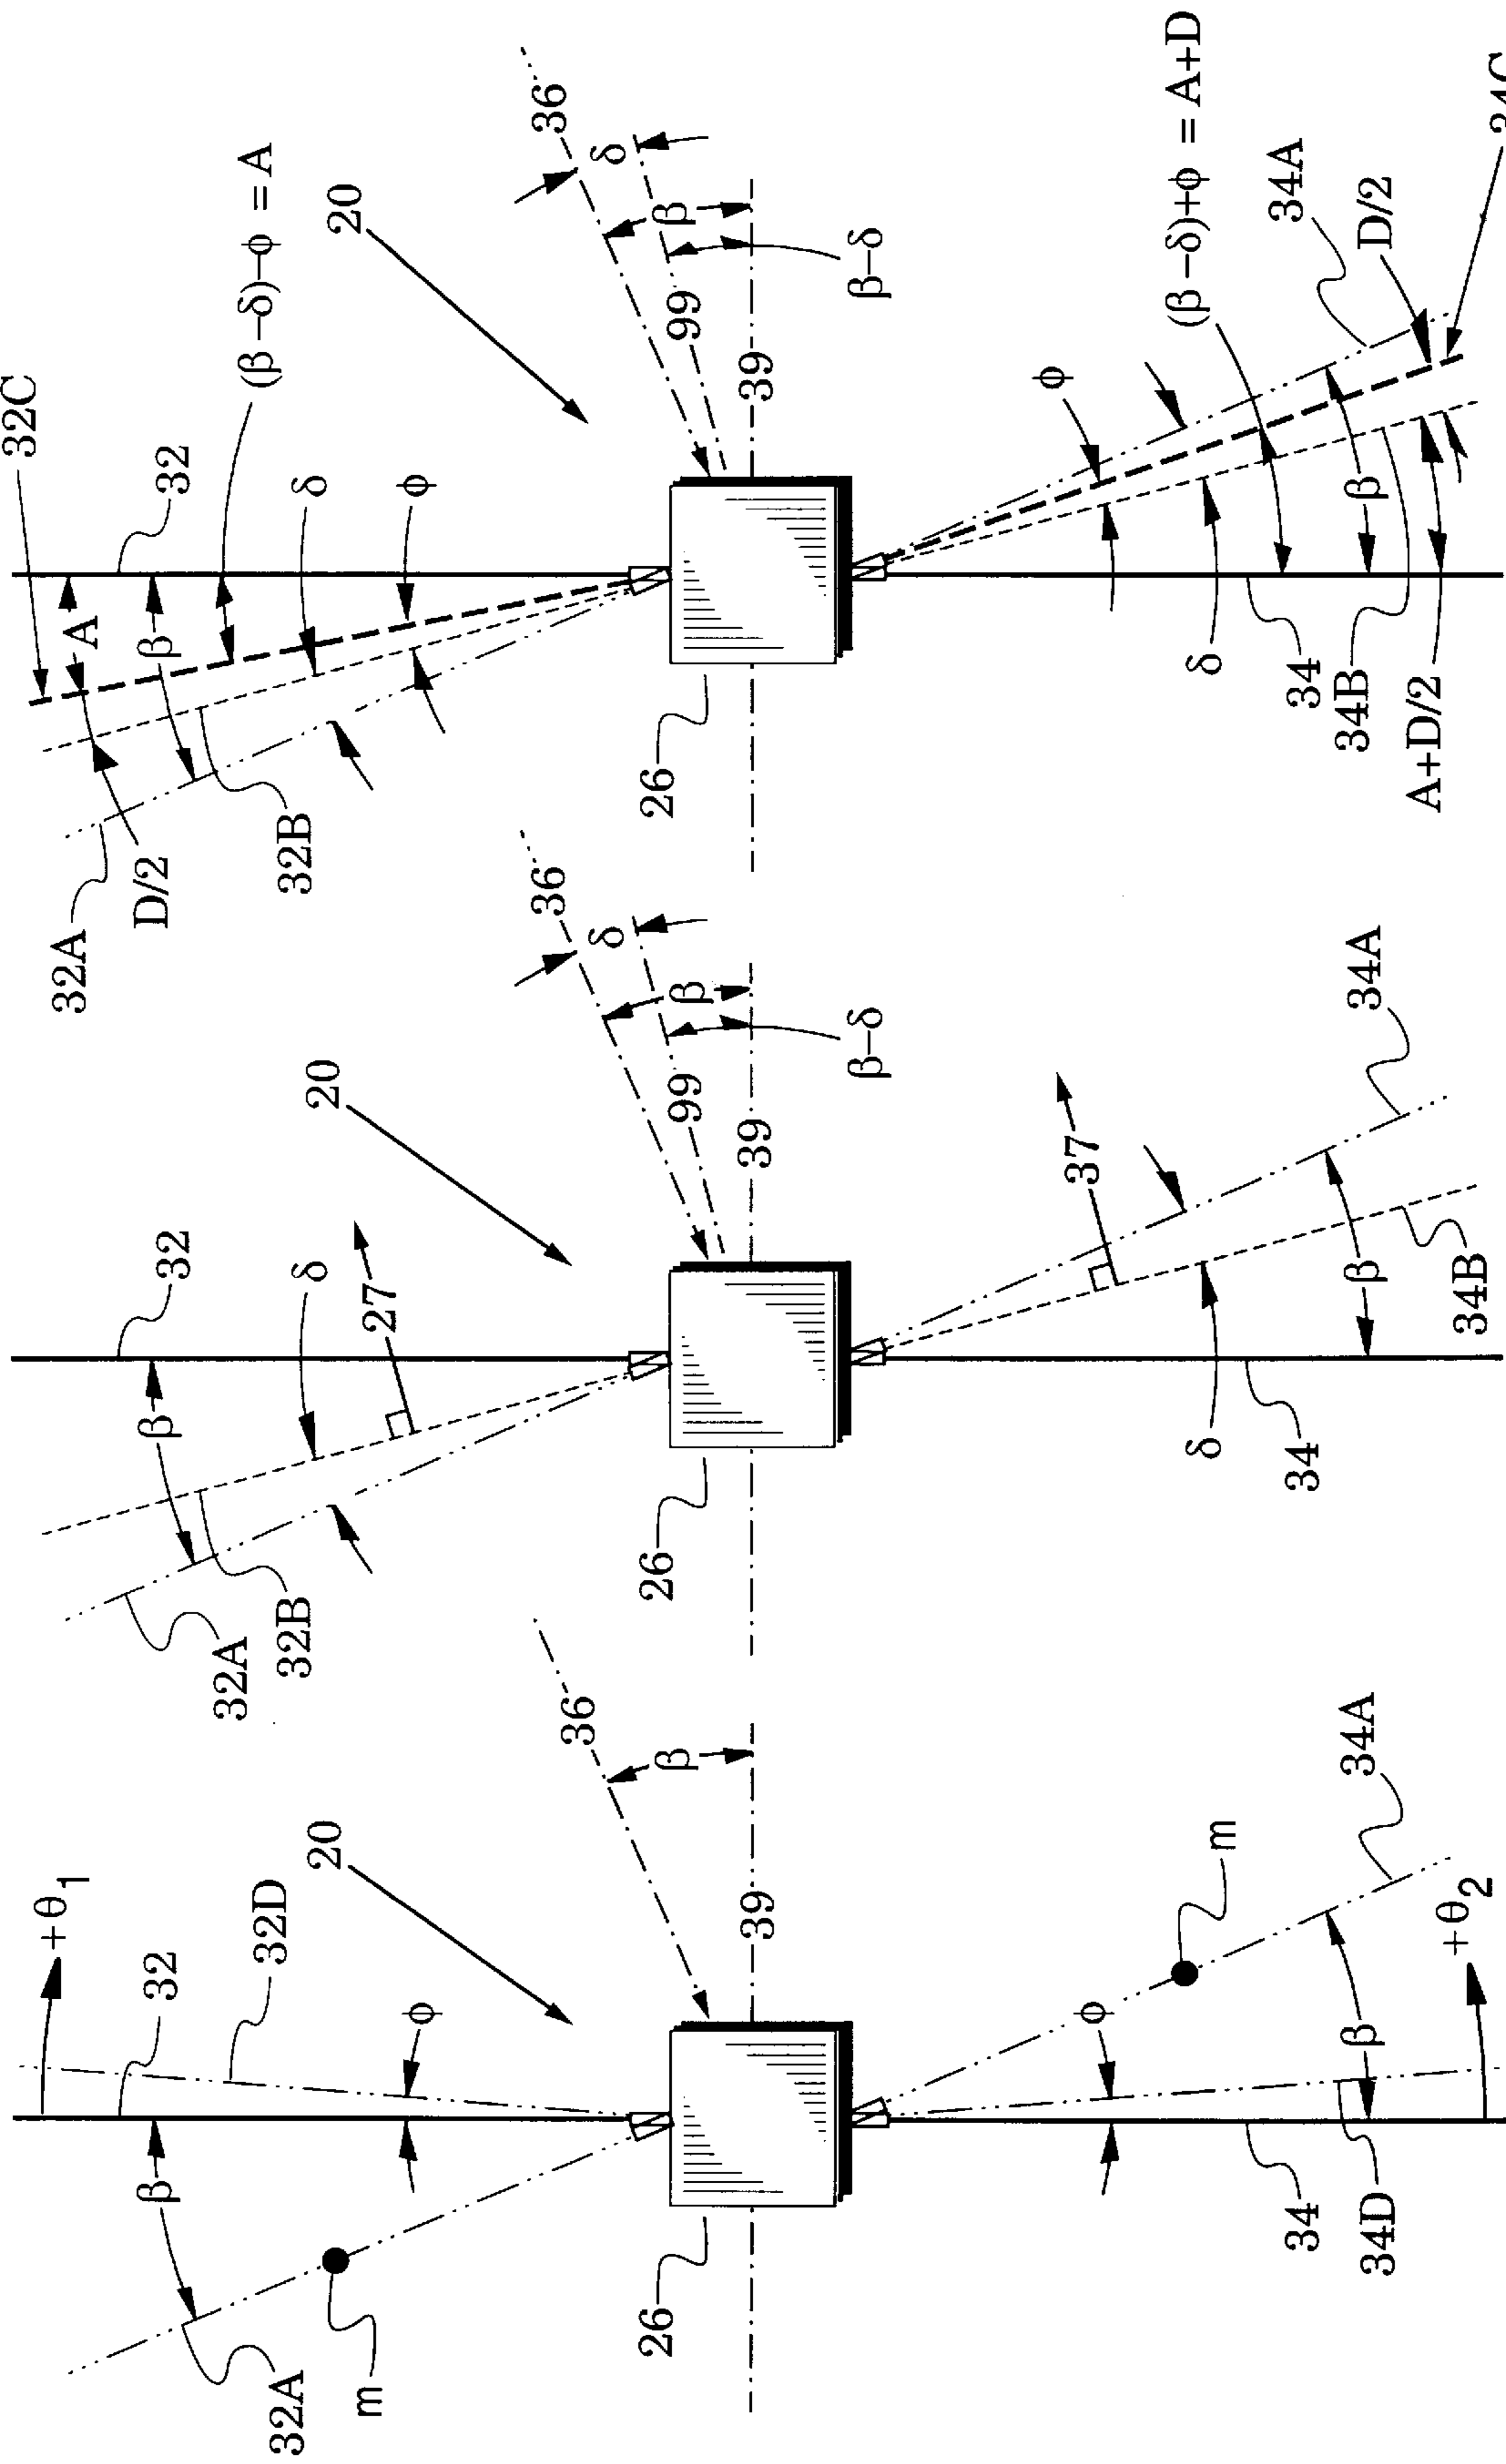 32C
32
A
β
δ
ϕ
(β −δ)−ϕ = A
20
36
δ
β
β−δ
99
39
32A
D/2
32B
26
ϕ
(β −δ)+ϕ = A+D
34A
D/2
34C
β
δ
34
34B
A+D/2
32
β
δ
27
20
36
δ
β
β−δ
99
39
32A
32B
26
37
34A
β
δ
34
34B
+θ1
32
32D
ϕ
20
36
β
39
β
32A
m
26
m
34A
ϕ
β
+θ2
34
34D